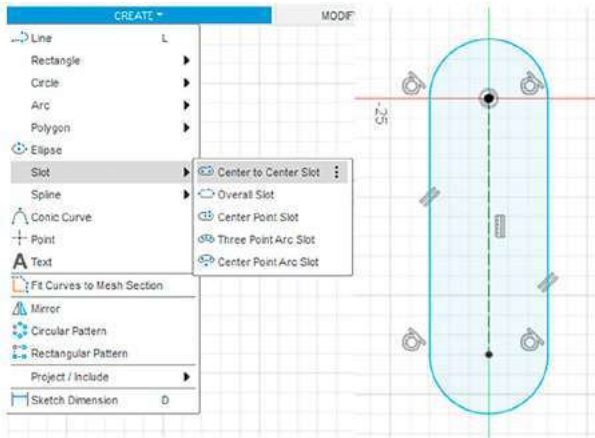 CREATE
MODIF
Line L
Rectangle
Circle
Arc
Polygon
Ellipse
Slot
Spline
Conic Curve
Point
Text
Fit Curves to Mesh Section
Mirror
Circular Pattern
Rectangular Pattern
Project / Include
Sketch Dimension D
Center to Center Slot
Overall Slot
Center Point Slot
Three Point Arc Slot
Center Point Arc Slot
-25